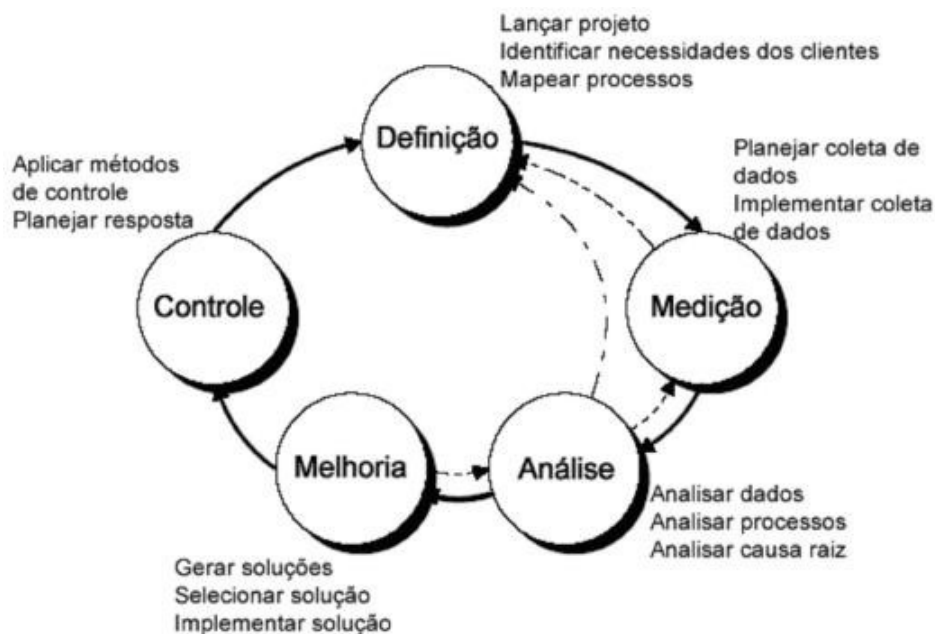 Lançar projeto
Identificar necessidades dos clientes
Mapear processos
Definição
Planejar coleta de
dados
Implementar coleta
de dados
Medição
Análise
Analisar dados
Analisar processos
Analisar causa raiz
Melhoria
Gerar soluções
Selecionar solução
Implementar solução
Controle
Aplicar métodos
de controle
Planejar resposta